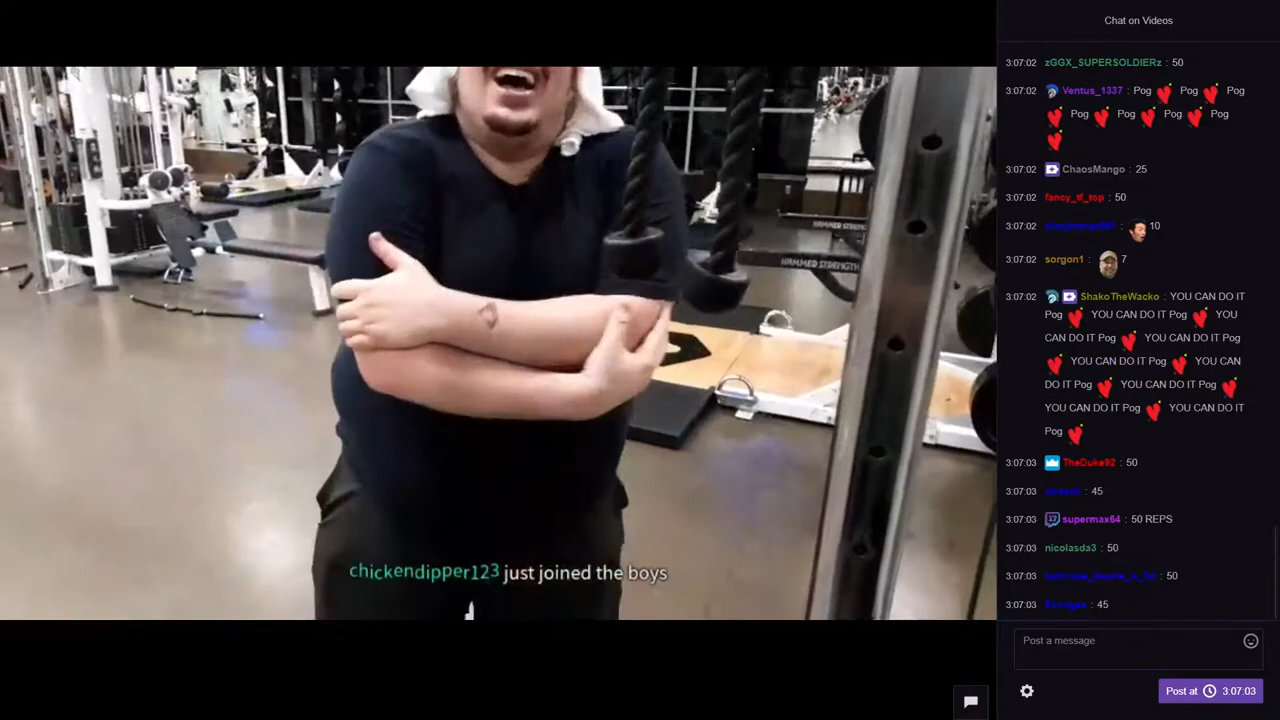 Chat on Videos
3:07:02 zGGX_SUPERSOLDIERz : 50
3:07:02 Ventus_1337 : Pog Pog Pog
Pog Pog Pog Pog
3:07:02 ChaosMango : 25
3:07:02 fancy_tf_top : 50
3:07:02 : 10
3:07:02 sorgon1 : 7
3:07:02 ShakoTheWacko : YOU CAN DO IT
Pog YOU CAN DO IT Pog YOU
CAN DO IT Pog YOU CAN DO IT Pog
YOU CAN DO IT Pog YOU CAN
DO IT Pog YOU CAN DO IT Pog
YOU CAN DO IT Pog YOU CAN DO IT
Pog
3:07:03 TheDuke92 : 50
3:07:03 : 45
3:07:03 supermax64 : 50 REPS
3:07:03 nicolasda3 : 50
3:07:03 : 50
3:07:03 : 45
HAMMER STRENGTH
HAMMER STRENGTH
chickendipper123 just joined the boys
Post a message
Post at 3:07:03